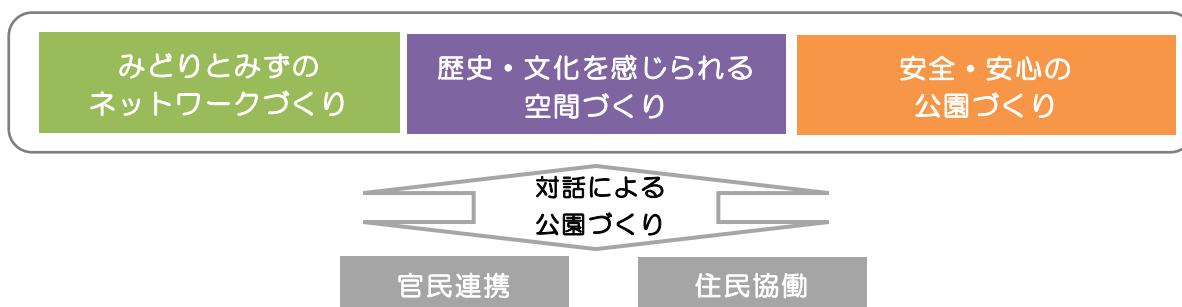 みどりとみずの
ネットワークづくり
歴史・文化を感じられる
空間づくり
安全・安心の
公園づくり
対話による
公園づくり
官民連携
住民協働